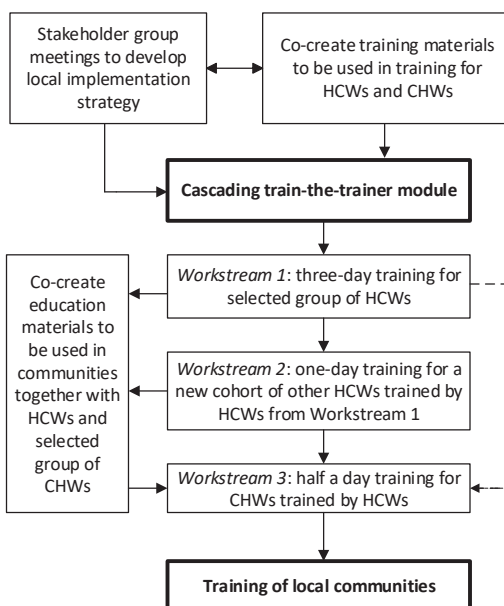 Stakeholder group
meetings to develop
local implementation
strategy
Co-create training materials
to be used in training for
HCWs and CHWs
Cascading train-the-trainer module
Workstream 1: three-day training for
selected group of HCWs
Co-create
education
materials to
be used in
communities
together with
HCWs and
selected
group of
CHWs
Workstream 2: one-day training for a
new cohort of other HCWs trained by
HCWs from Workstream 1
Workstream 3: half a day training for
CHWs trained by HCWs
Training of local communities